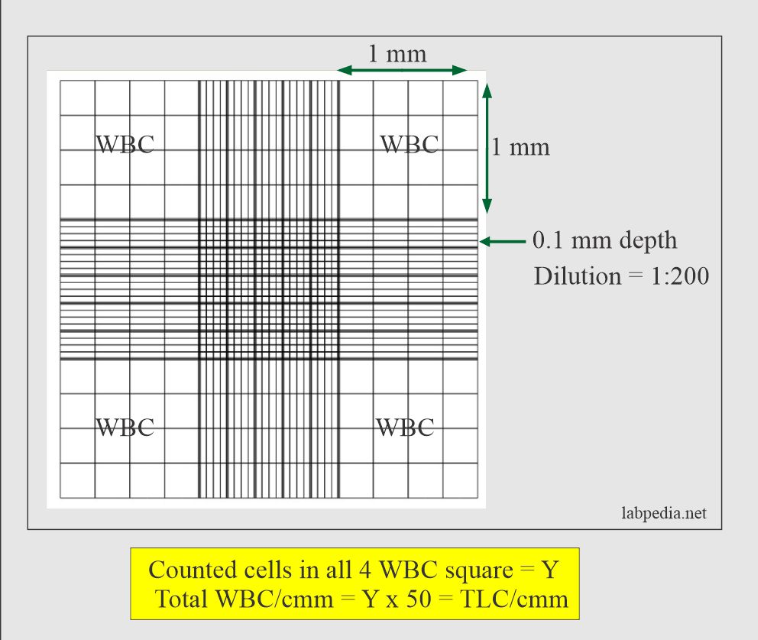 1 mm
WBC
WBC
1 mm
0.1 mm depth
Dilution = 1:200
WBC
WBC
labpedia.net
Counted cells in all 4 WBC square = Y
Total WBC/cmm = Y x 50 = TLC/cmm